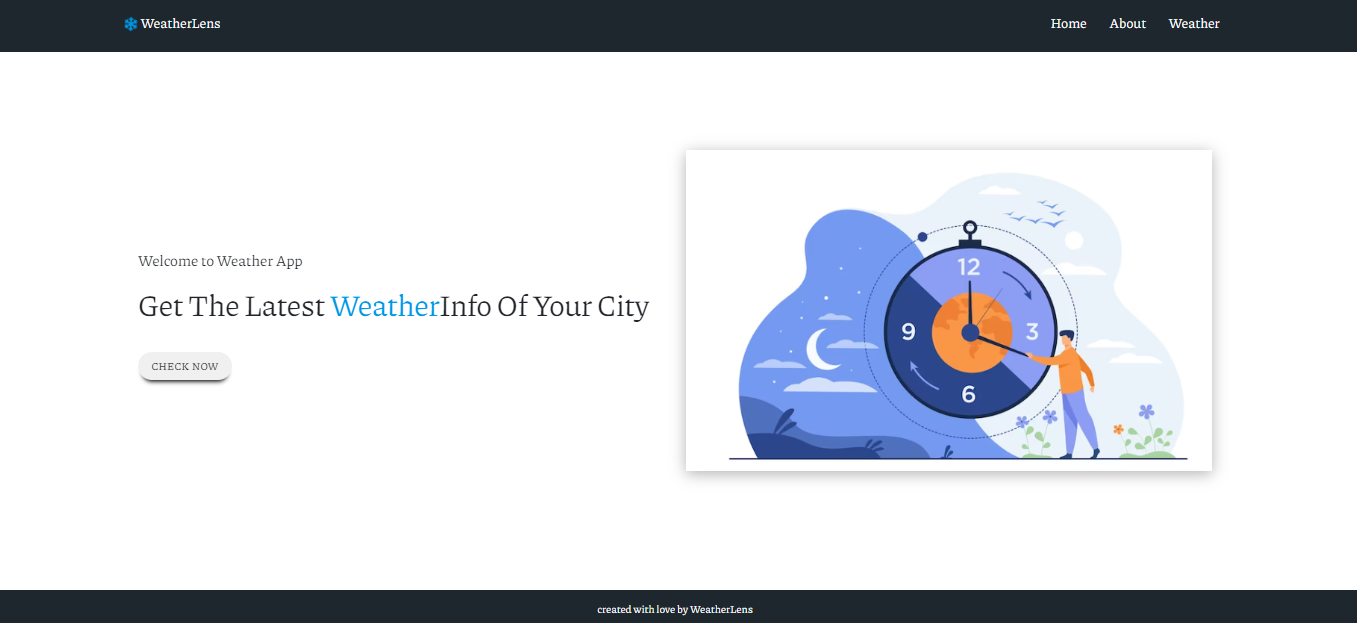 WeatherLens
Home About Weather
Welcome to Weather App
Get The Latest WeatherInfo Of Your City
CHECK NOW
12
9 3
6
created with love by WeatherLens